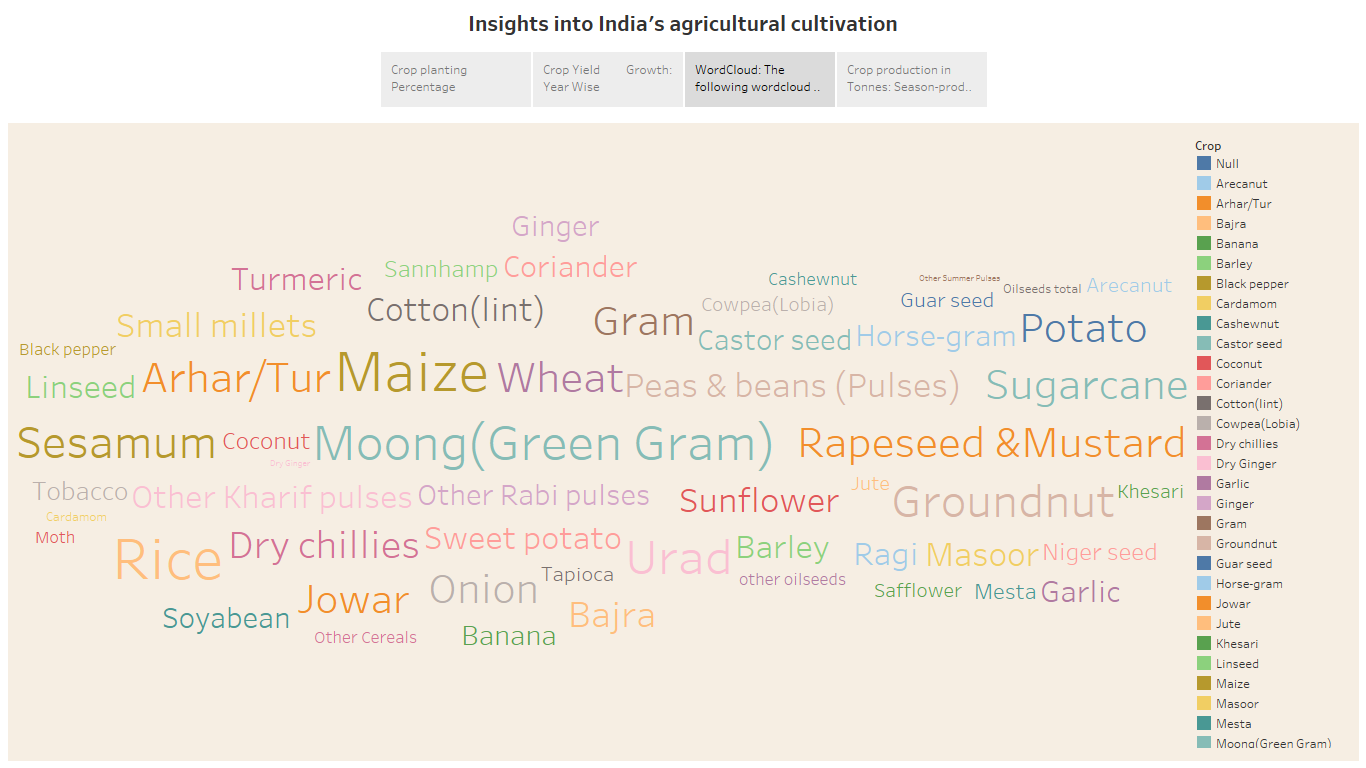 Insights into India’s agricultural cultivation
Crop planting
Percentage
Crop Yield Growth:
Year Wise
WordCloud: The
following wordcloud ..
Crop production in
Tonnes: Season-prod..
Ginger
Turmeric
Sannhamp
Coriander
Cashewnut
Other Summer Pulses
Oilseeds total
Arecanut
Small millets
Cotton(lint)
Gram
Cowpea(Lobia)
Guar seed
Castor seed
Horse-gram
Potato
Black pepper
Linseed
Arhar/Tur
Maize
Wheat
Peas & beans (Pulses)
Sugarcane
Sesamum
Coconut
Dry Ginger
Moong(Green Gram)
Rapeseed &Mustard
Tobacco
Other Kharif pulses
Other Rabi pulses
Sunflower
Jute
Groundnut
Khesari
Cardamom
Moth
Rice
Dry chillies
Sweet potato
Urad
Barley
Ragi
Masoor
Niger seed
Tapioca
other oilseeds
Onion
Safflower
Mesta
Garlic
Jowar
Bajra
Soyabean
Other Cereals
Banana
Crop
Null
Arecanut
Arhar/Tur
Bajra
Banana
Barley
Black pepper
Cardamom
Cashewnut
Castor seed
Coconut
Coriander
Cotton(lint)
Cowpea(Lobia)
Dry chillies
Dry Ginger
Garlic
Ginger
Gram
Groundnut
Guar seed
Horse-gram
Jowar
Jute
Khesari
Linseed
Maize
Masoor
Mesta
Moong(Green Gram)